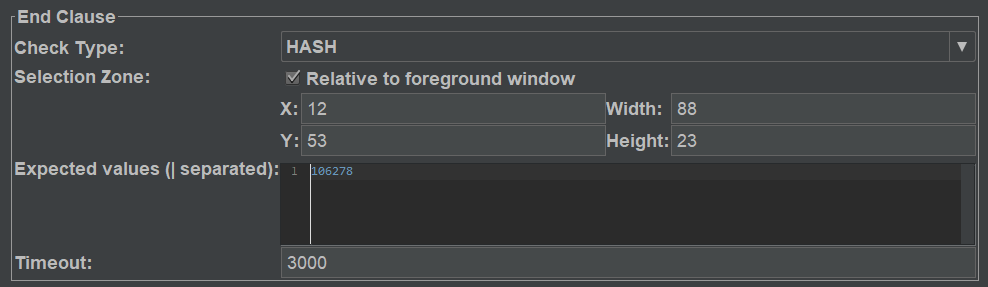 End Clause
Check Type: HASH
Selection Zone: Relative to foreground window
X: 12 Width: 88
Y: 53 Height: 23
Expected values (| separated): 1 106278
Timeout: 3000